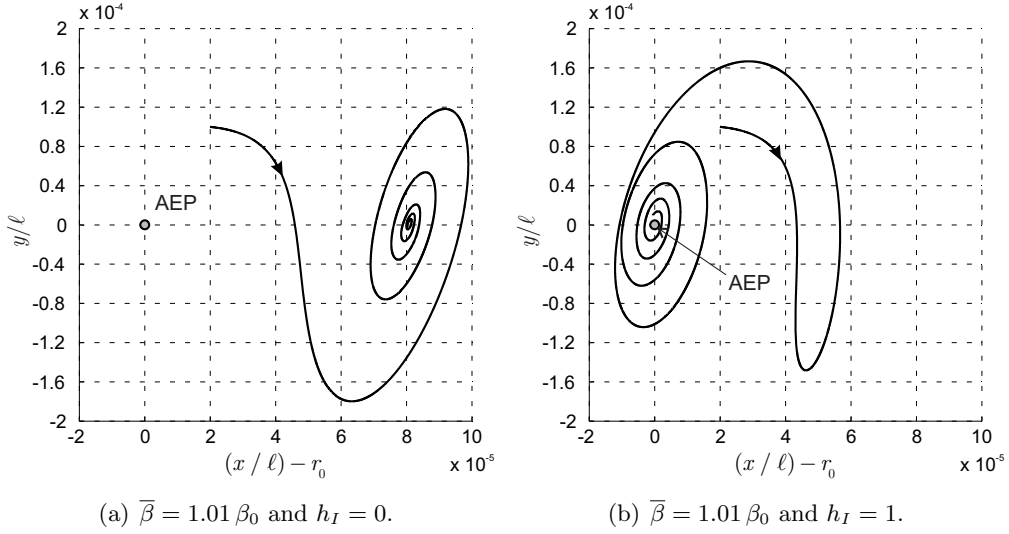 x 10⁻⁴
2
1.6
1.2
0.8
0.4
0
-0.4
-0.8
-1.2
-1.6
-2
y/ℓ
AEP
-2 0 2 4 6 8 10
x 10⁻⁵
(x / ℓ) − r₀
(a) β̅ = 1.01 β₀ and h_I = 0.
x 10⁻⁴
2
1.6
1.2
0.8
0.4
0
-0.4
-0.8
-1.2
-1.6
-2
y/ℓ
AEP
-2 0 2 4 6 8 10
x 10⁻⁵
(x / ℓ) − r₀
(b) β̅ = 1.01 β₀ and h_I = 1.